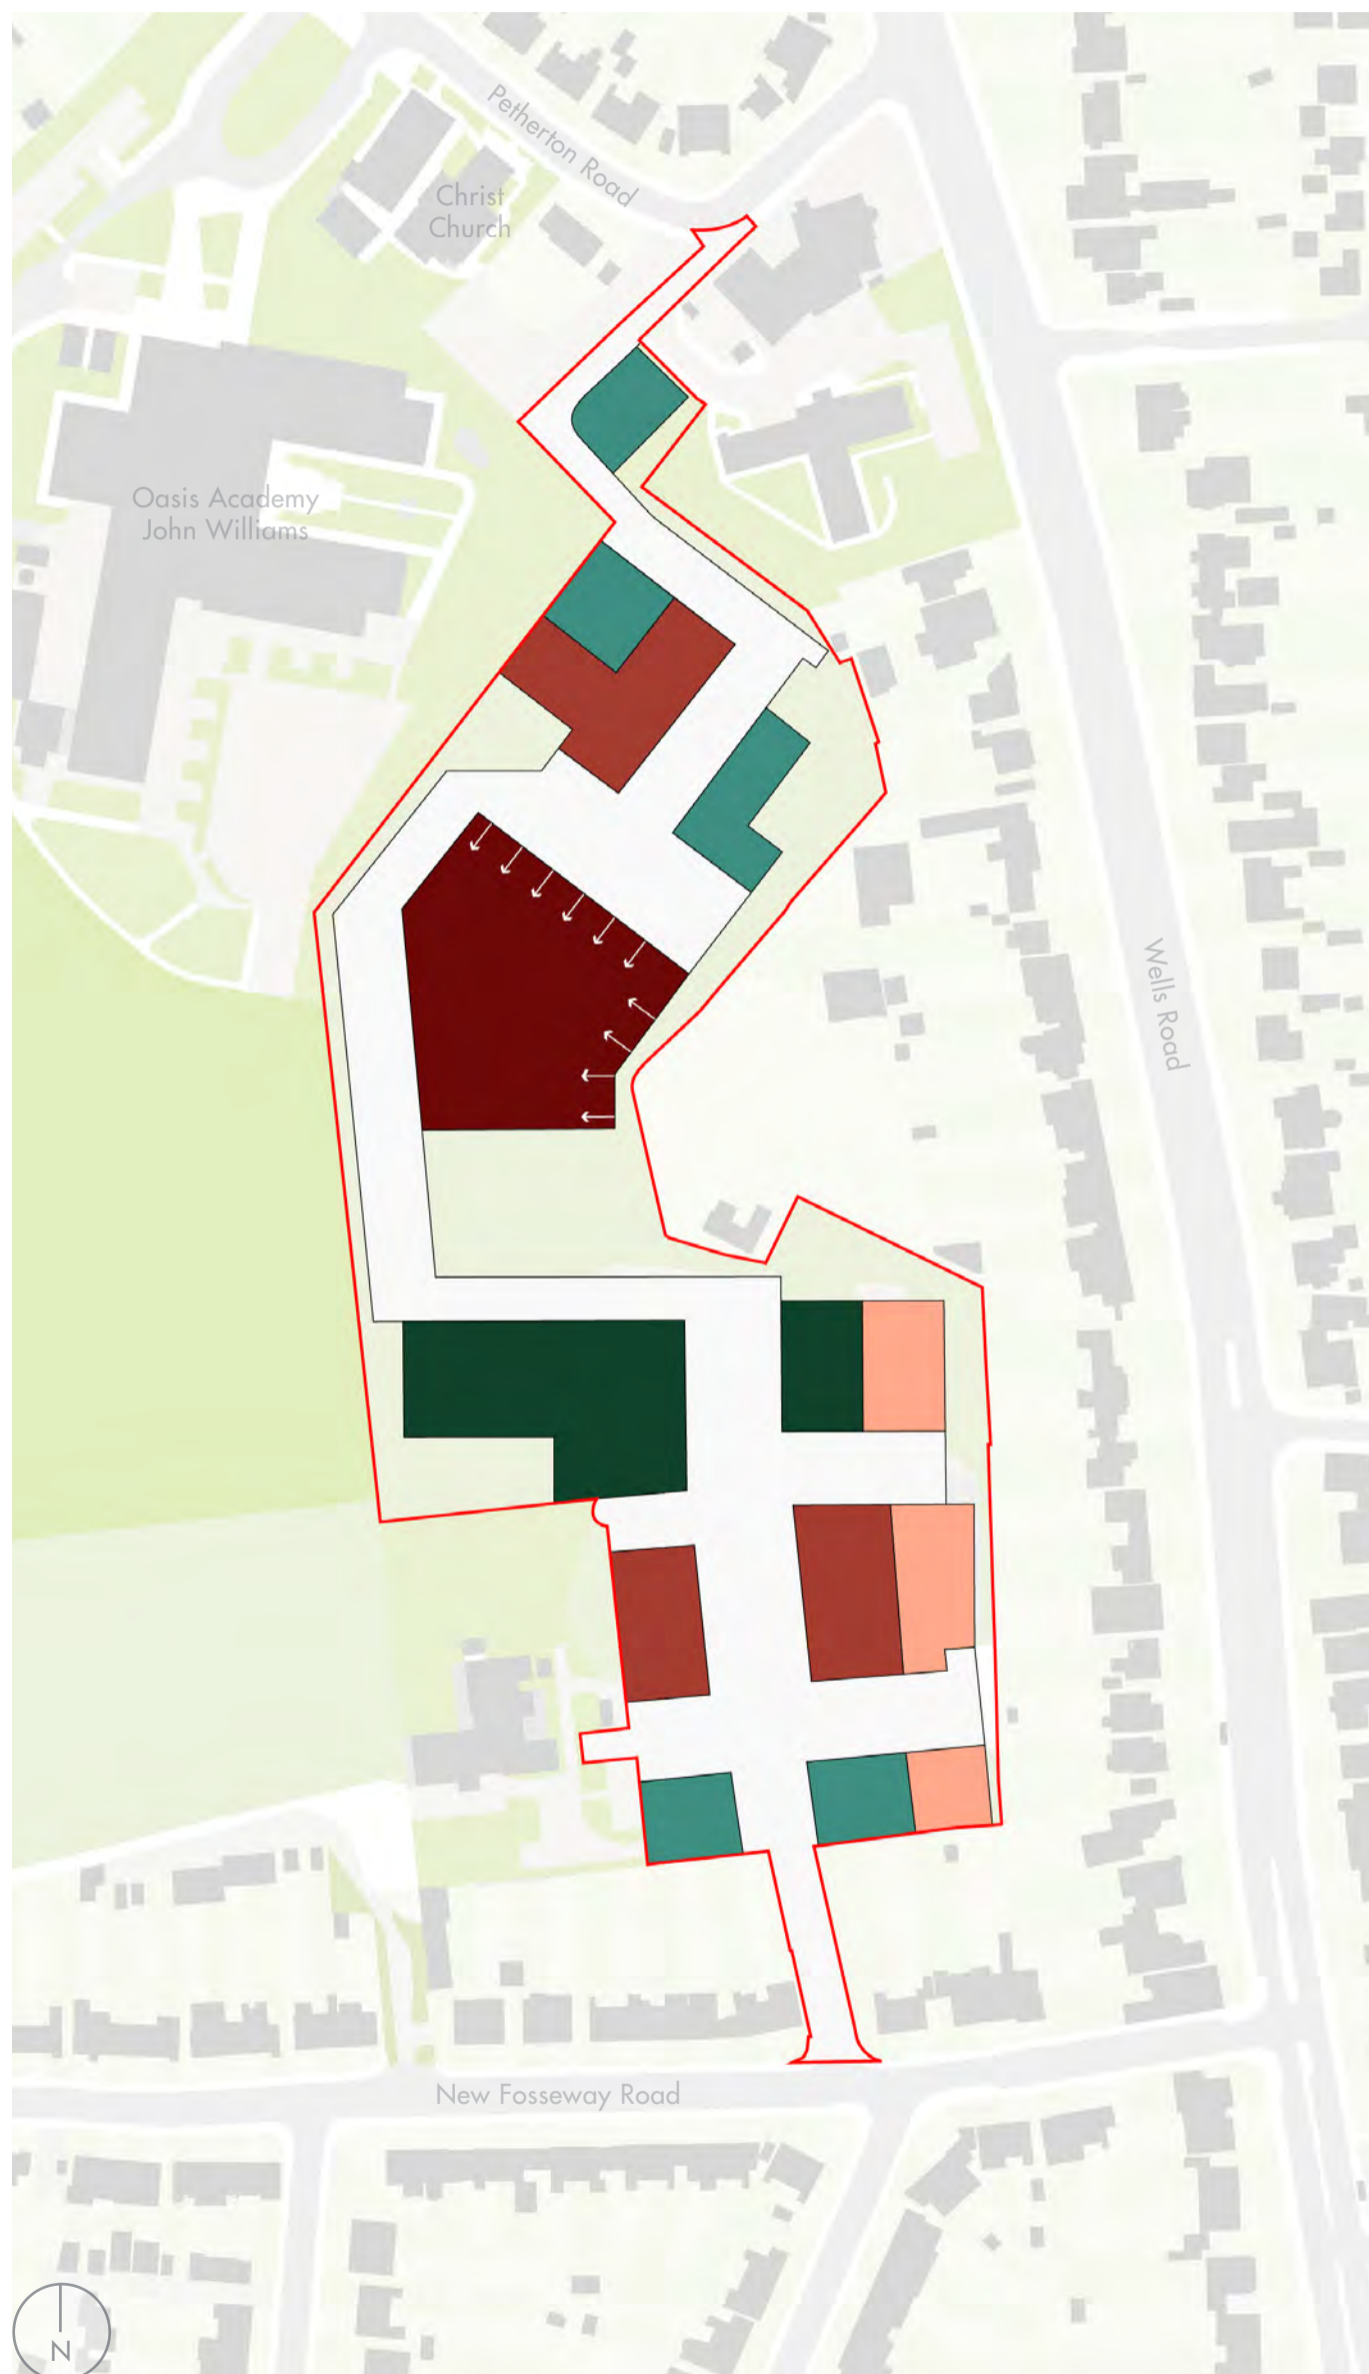 Petherton Road
Christ
Church
Oasis Academy
John Williams
Wells Road
New Fosseway Road
N